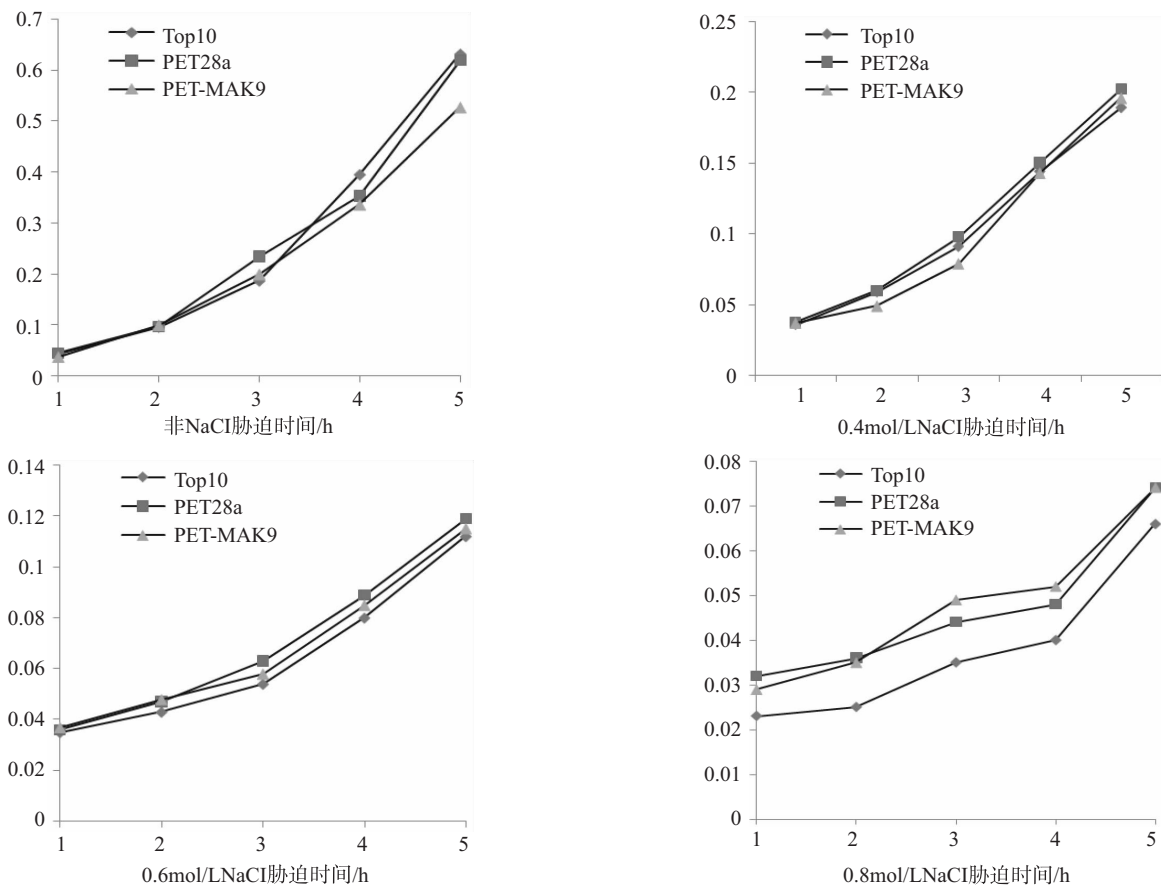 0.7
0.6
0.5
0.4
0.3
0.2
0.1
0
Top10
PET28a
PET-MAK9
1 2 3 4 5
非NaCI胁迫时间/h
0.25
0.2
0.15
0.1
0.05
0
Top10
PET28a
PET-MAK9
1 2 3 4 5
0.4mol/LNaCI胁迫时间/h
0.14
0.12
0.1
0.08
0.06
0.04
0.02
0
Top10
PET28a
PET-MAK9
1 2 3 4 5
0.6mol/LNaCI胁迫时间/h
0.08
0.07
0.06
0.05
0.04
0.03
0.02
0.01
0
Top10
PET28a
PET-MAK9
1 2 3 4 5
0.8mol/LNaCI胁迫时间/h